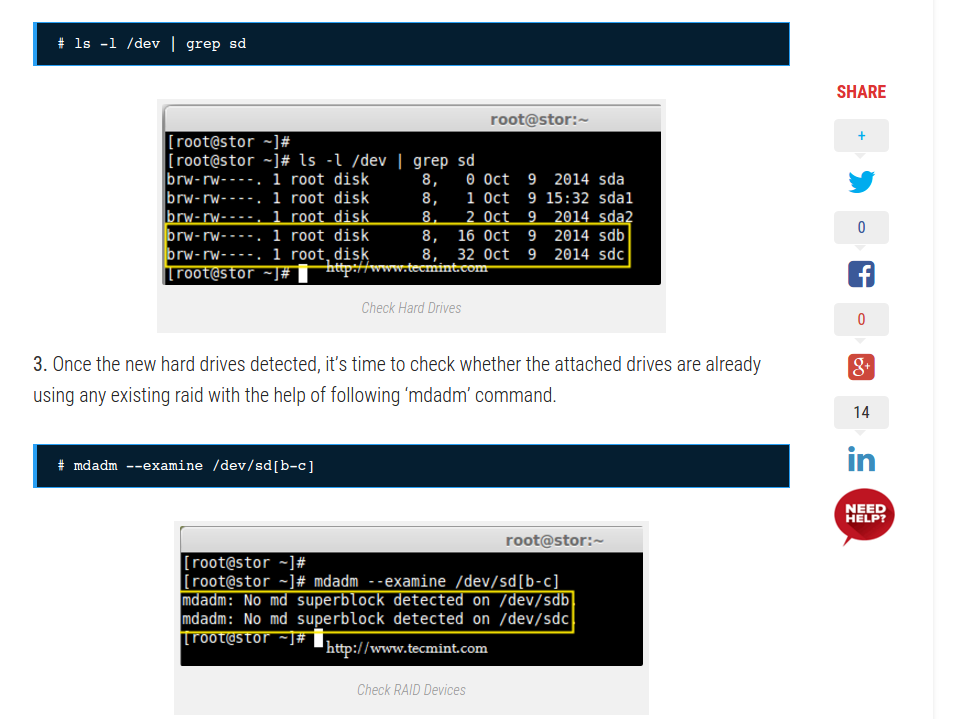 # ls -l /dev | grep sd
root@stor:~
[root@stor ~]#
[root@stor ~]# ls -l /dev | grep sd
brw-rw----. 1 root disk 8, 0 Oct 9 2014 sda
brw-rw----. 1 root disk 8, 1 Oct 9 15:32 sda1
brw-rw----. 1 root disk 8, 2 Oct 9 2014 sda2
brw-rw----. 1 root disk 8, 16 Oct 9 2014 sdb
brw-rw----. 1 root disk 8, 32 Oct 9 2014 sdc
[root@stor ~]#
http://www.tecmint.com
Check Hard Drives
3. Once the new hard drives detected, it’s time to check whether the attached drives are already
using any existing raid with the help of following ‘mdadm’ command.
# mdadm --examine /dev/sd[b-c]
root@stor:~
[root@stor ~]#
[root@stor ~]# mdadm --examine /dev/sd[b-c]
mdadm: No md superblock detected on /dev/sdb.
mdadm: No md superblock detected on /dev/sdc.
[root@stor ~]#
http://www.tecmint.com
Check RAID Devices
SHARE
+
0
f
0
g+
14
in
NEED
HELP?